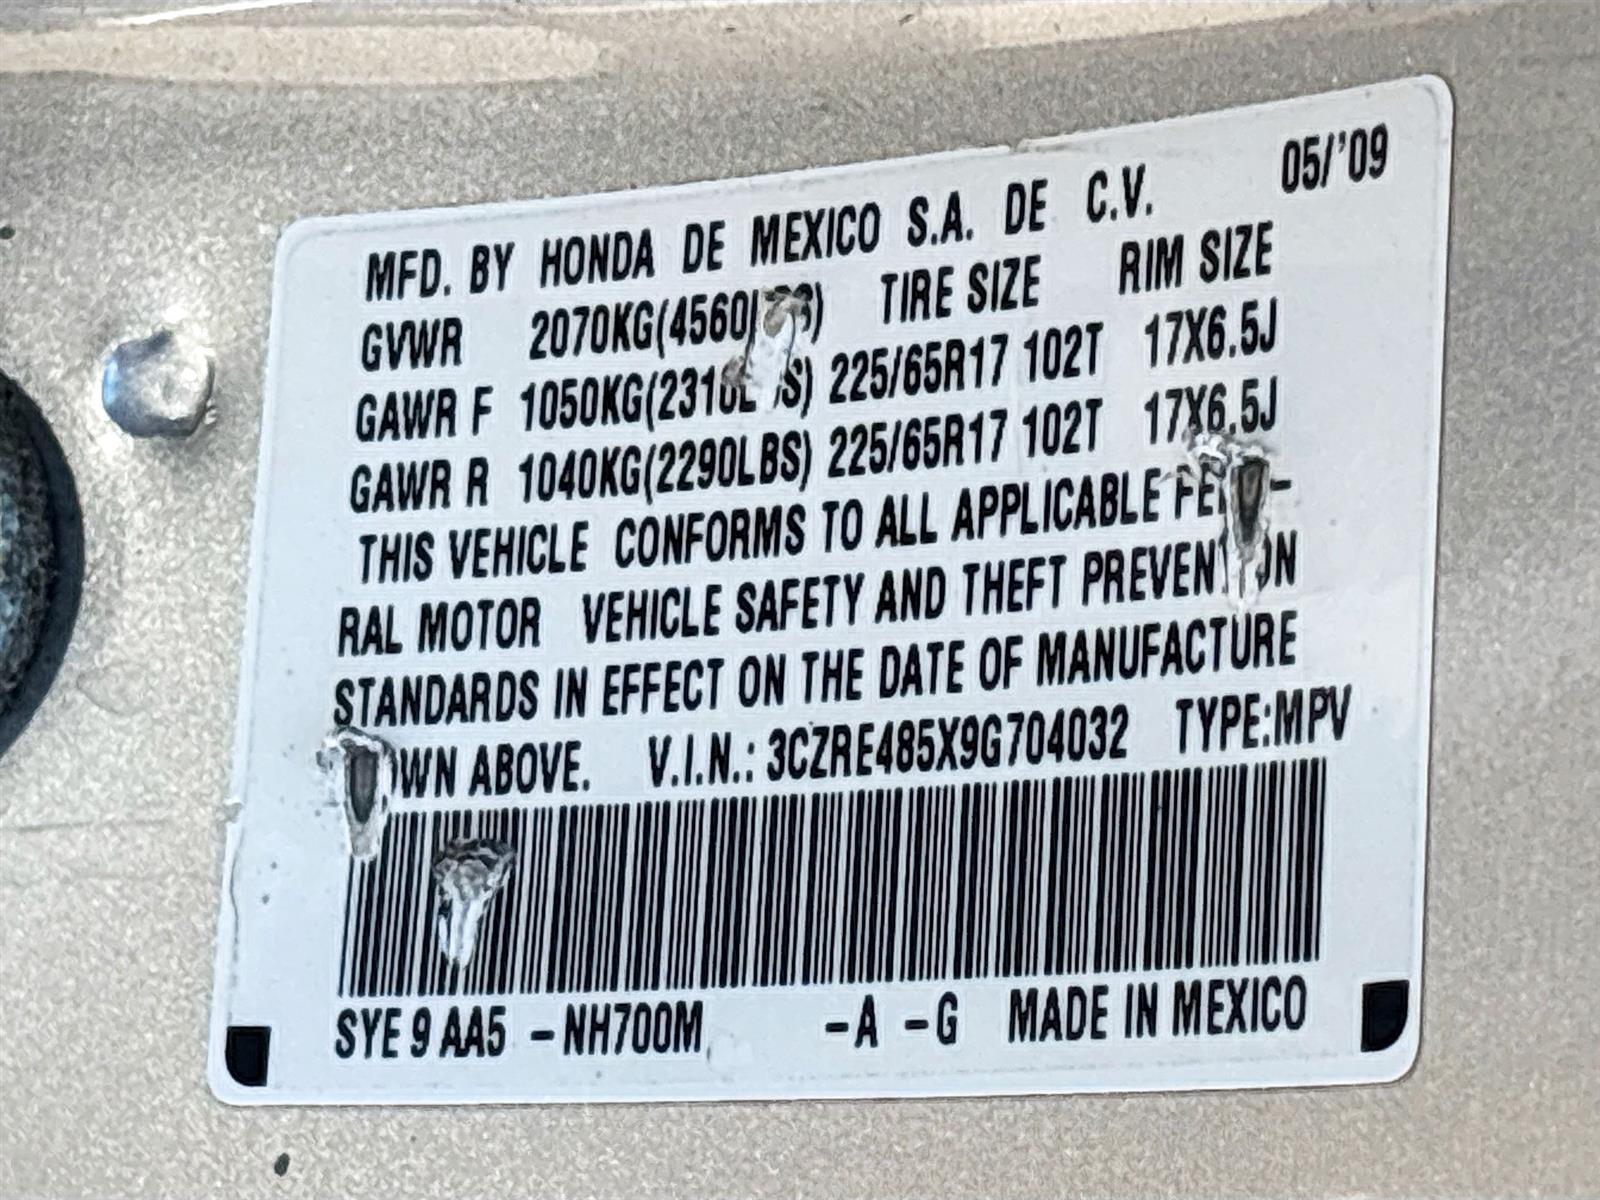 05/'09
MFD. BY HONDA DE MEXICO S.A. DE C.V.
GVWR 2070KG(4560LBS) TIRE SIZE RIM SIZE
GAWR F 1050KG(2310LBS) 225/65R17 102T 17X6.5J
GAWR R 1040KG(2290LBS) 225/65R17 102T 17X6.5J
THIS VEHICLE CONFORMS TO ALL APPLICABLE
RAL MOTOR VEHICLE SAFETY AND THEFT PREVENTION
STANDARDS IN EFFECT ON THE DATE OF MANUFACTURE
ABOVE. V.I.N.: 3CZRE485X9G704032 TYPE:MPV
SYE 9 AA5 -NH700M -A -G MADE IN MEXICO